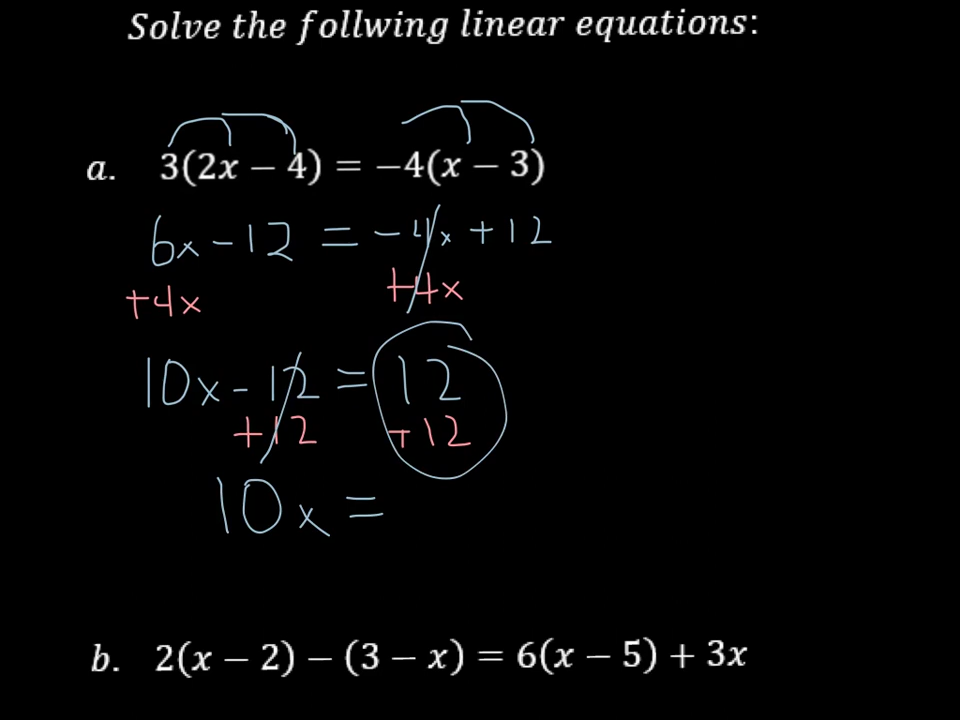 Solve the follwing linear equations:
a. 3(2x − 4) = −4(x − 3)
6x - 12 = -4x + 12
+4x +4x
10x - 12 = 12
+12 +12
10x =
b. 2(x − 2) − (3 − x) = 6(x − 5) + 3x